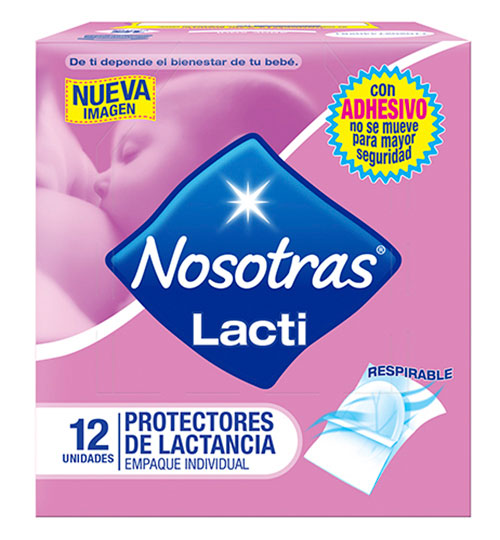 De ti depende el bienestar de tu bebé.
NUEVA
IMAGEN
con
ADHESIVO
no se mueve
para mayor
seguridad
Nosotras®
Lacti
RESPIRABLE
12
UNIDADES
PROTECTORES
DE LACTANCIA
EMPAQUE INDIVIDUAL